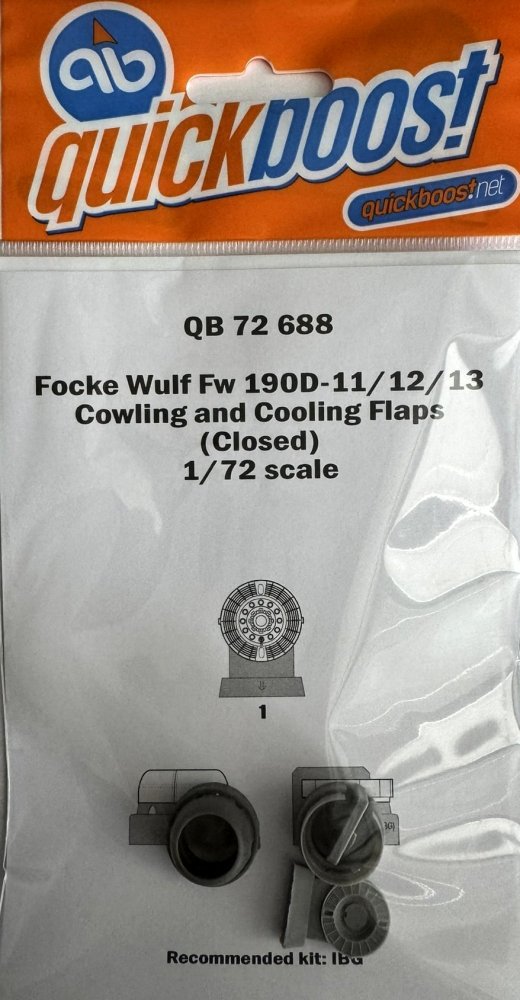 quickboost
quickboost.net
QB 72 688
Focke Wulf Fw 190D-11/12/13
Cowling and Cooling Flaps
(Closed)
1/72 scale
1
Recommended kit: IBG